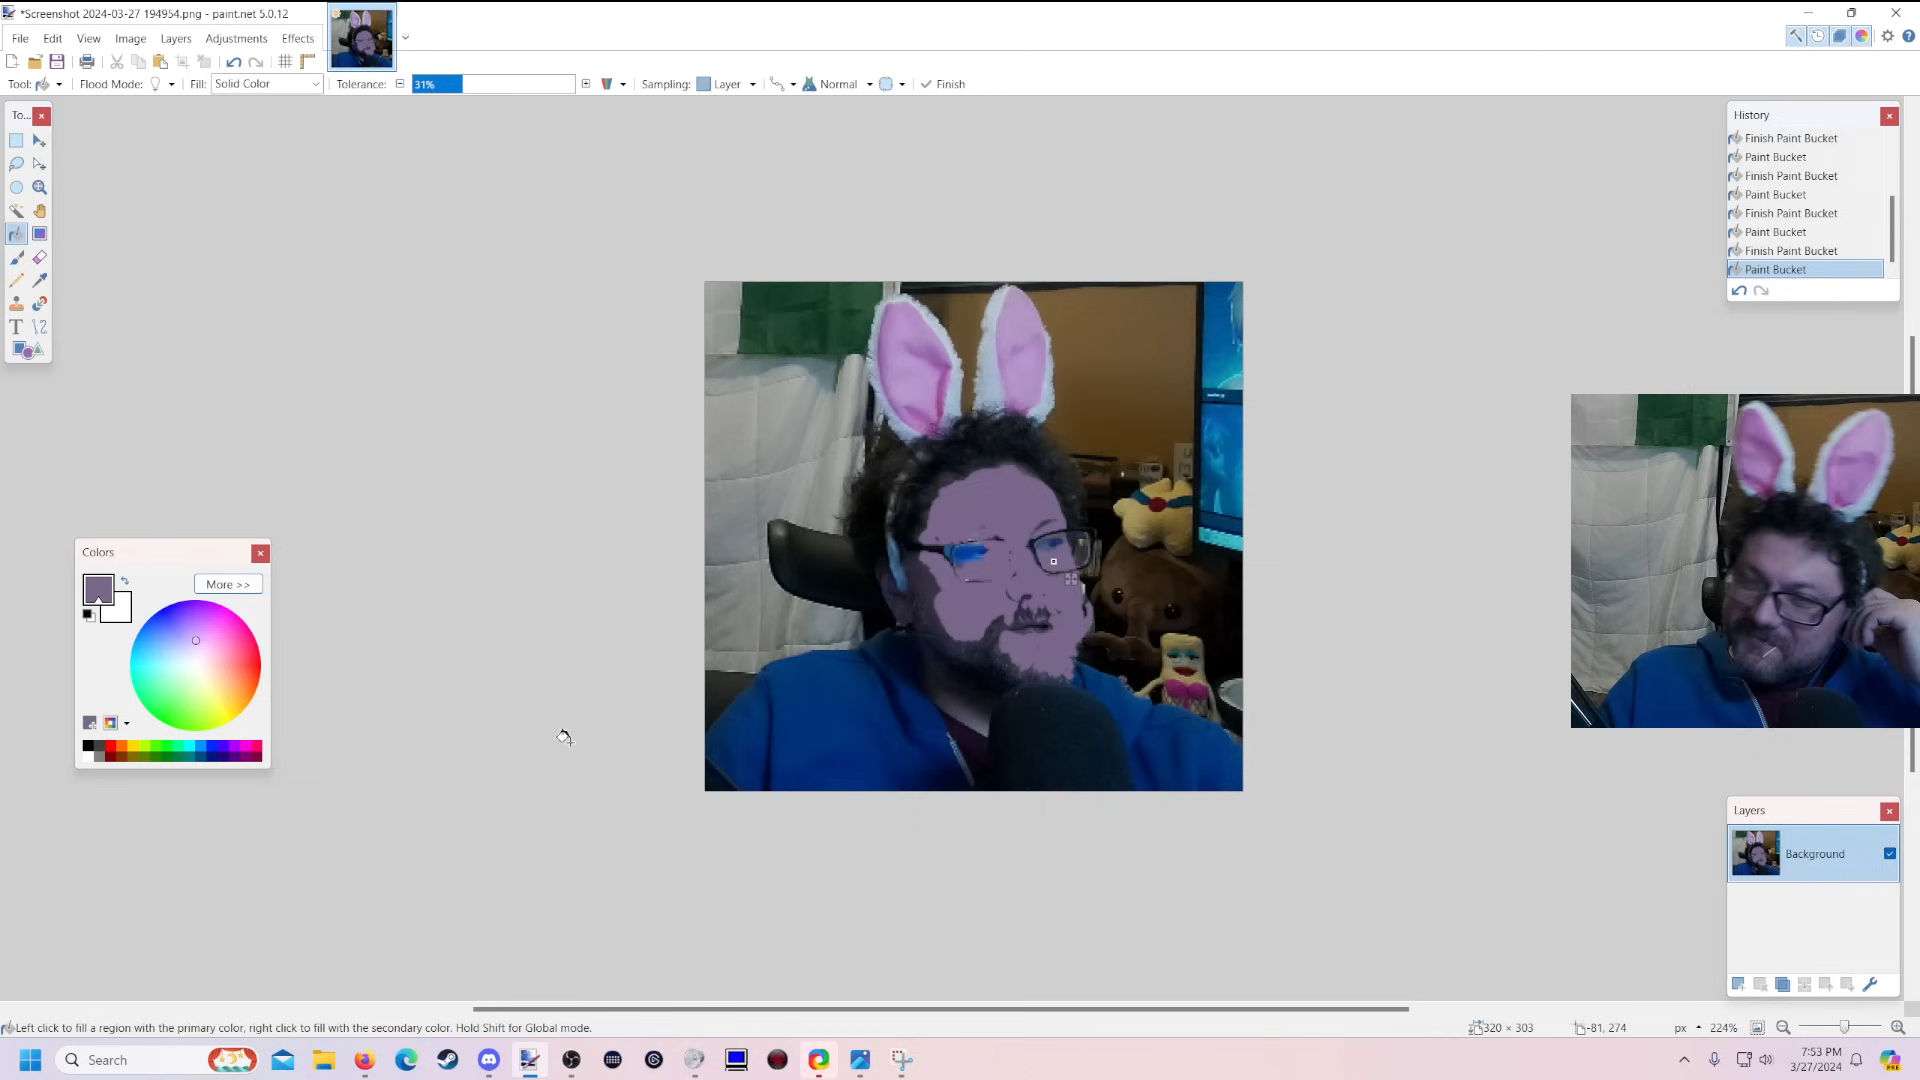 *Screenshot 2024-03-27 194954.png - paint.net 5.0.12
File Edit View Image Layers Adjustments Effects
Tool: Flood Mode: Fill: Solid Color Tolerance: 31% Sampling: Layer Normal Finish
To...
History
Finish Paint Bucket
Paint Bucket
Finish Paint Bucket
Paint Bucket
Finish Paint Bucket
Paint Bucket
Finish Paint Bucket
Paint Bucket
Colors
More >>
Layers
Background
Left click to fill a region with the primary color, right click to fill with the secondary color. Hold Shift for Global mode.
320 × 303
-81, 274
px
224%
Search
7:53 PM
3/27/2024
PRE